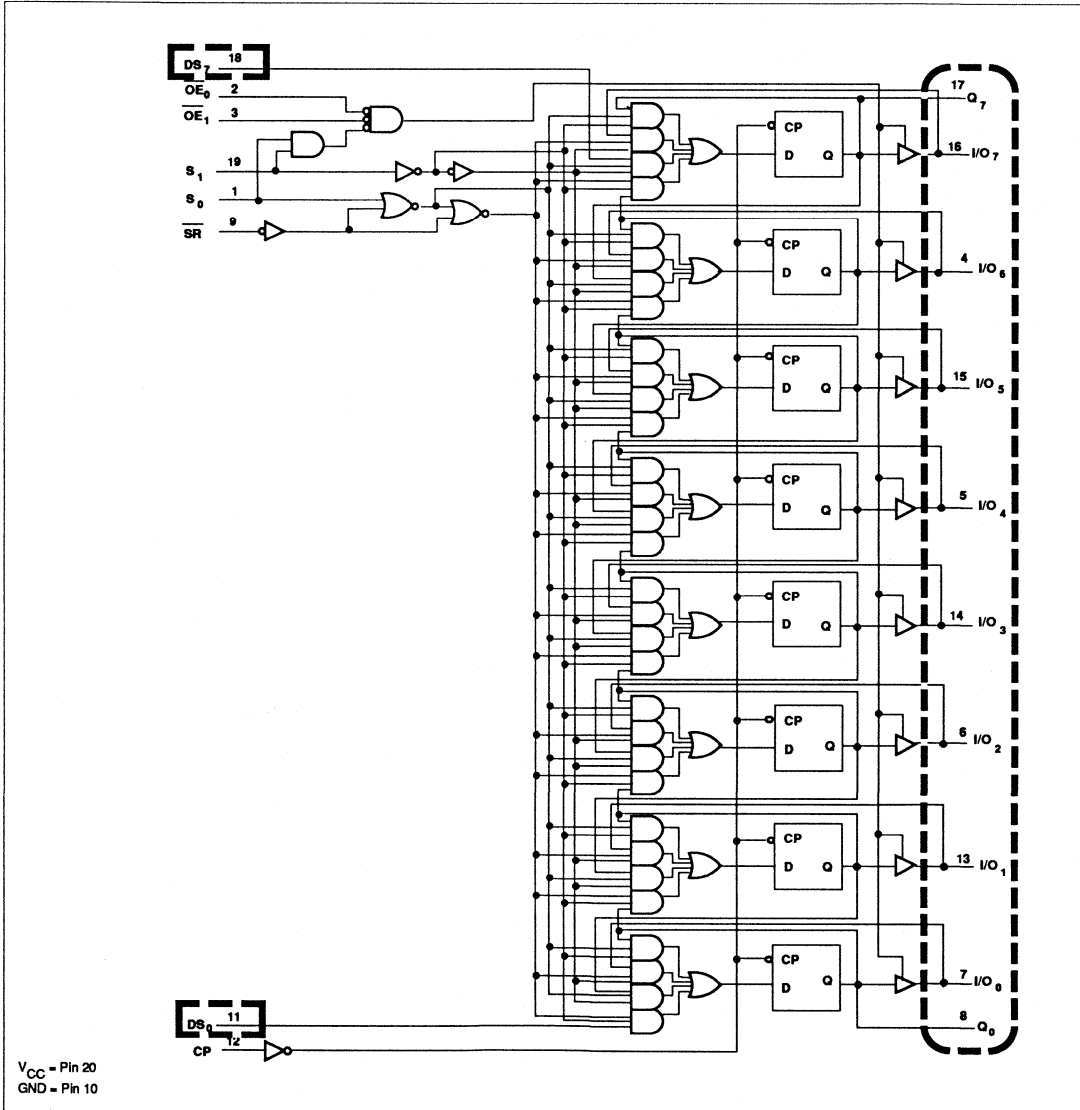 DS7 18
OE0 2
OE1 3
S1 19
S0 1
SR 9
17 Q7
CP
D Q
16 I/O7
CP
D Q
4 I/O6
CP
D Q
15 I/O5
CP
D Q
5 I/O4
CP
D Q
14 I/O3
CP
D Q
6 I/O2
CP
D Q
13 I/O1
CP
D Q
7 I/O0
8 Q0
DS0 11
CP 12
VCC = Pin 20
GND = Pin 10